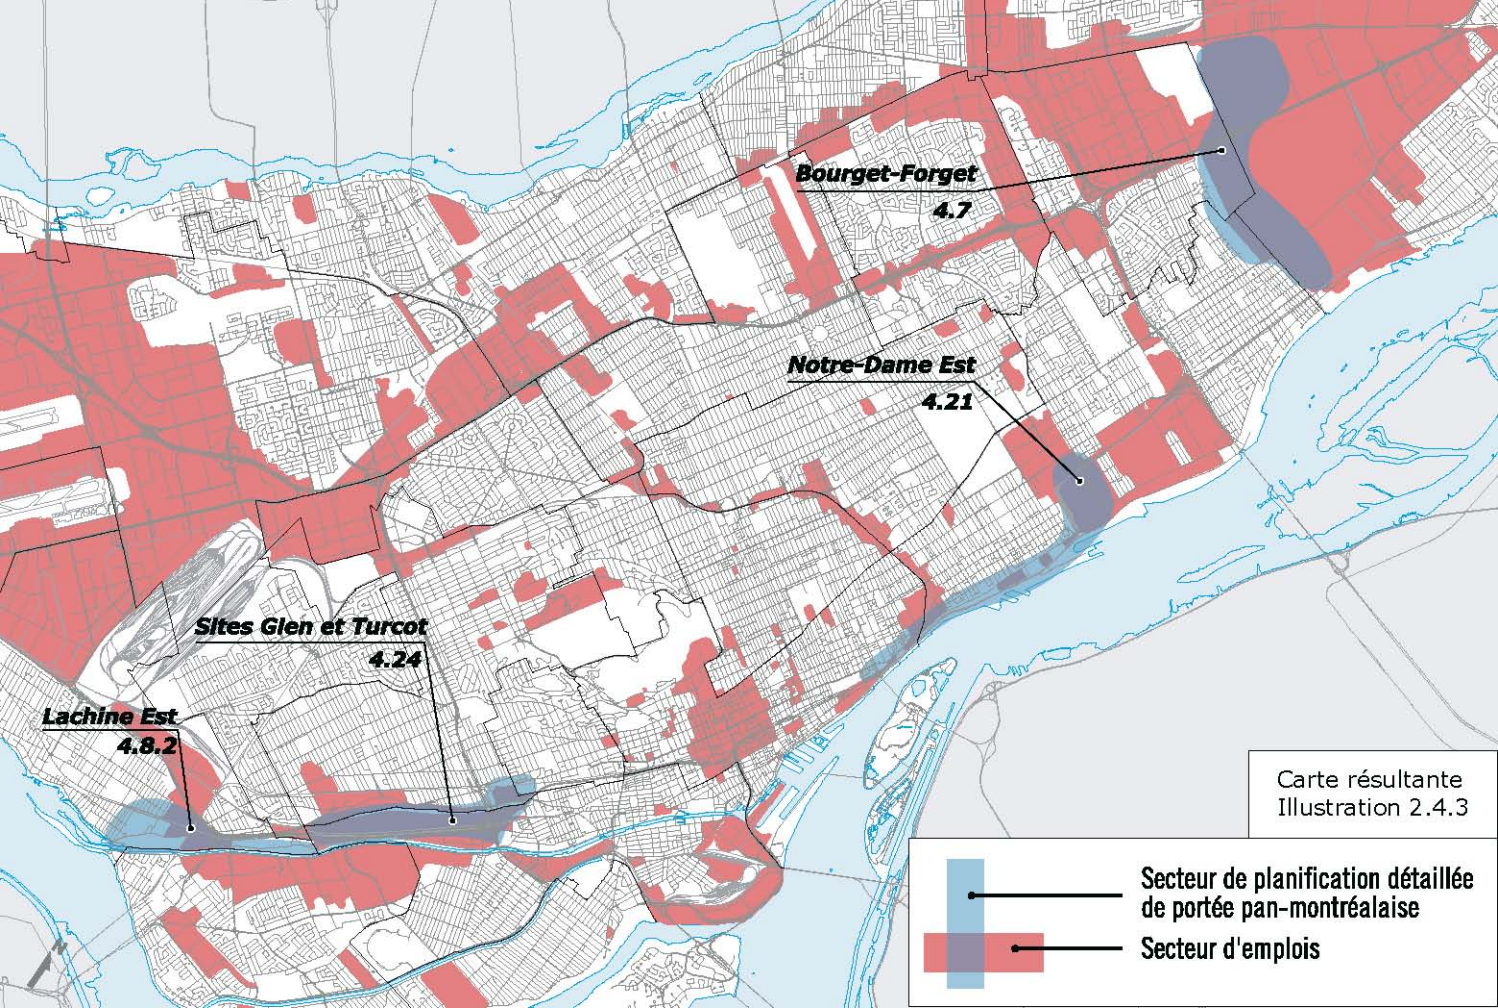 Bourget-Forget
4.7
Notre-Dame Est
4.21
Sites Glen et Turcot
4.24
Lachine Est
4.8.2
Carte résultante
Illustration 2.4.3
Secteur de planification détaillée
de portée pan-montréalaise
Secteur d'emplois
N